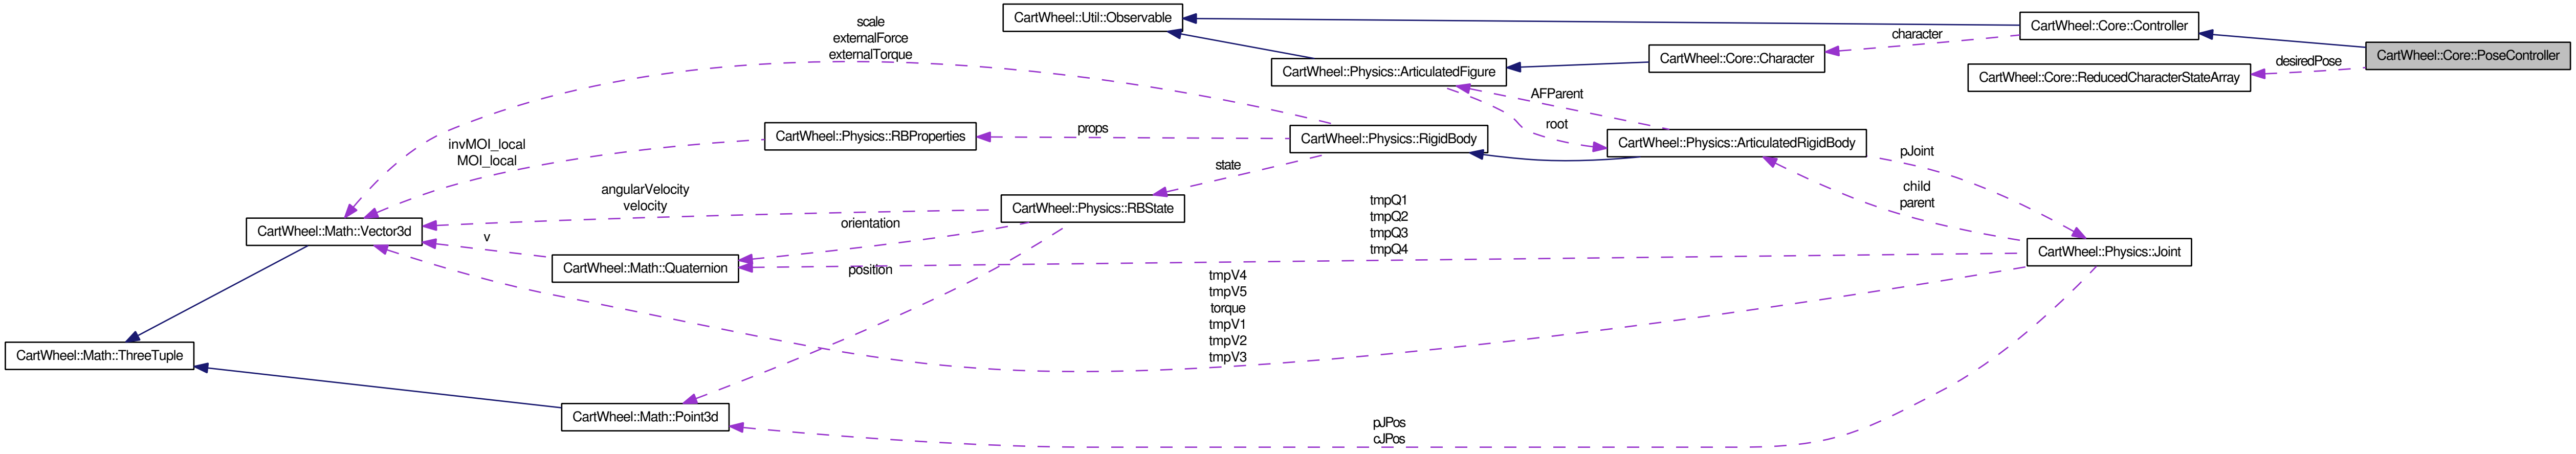 CartWheel::Util::Observable
CartWheel::Core::Controller
CartWheel::Core::PoseController
scale
externalForce
externalTorque
character
CartWheel::Core::Character
CartWheel::Physics::ArticulatedFigure
desiredPose
CartWheel::Core::ReducedCharacterStateArray
AFParent
root
CartWheel::Physics::RBProperties
props
CartWheel::Physics::RigidBody
CartWheel::Physics::ArticulatedRigidBody
invMOI_local
MOI_local
pJoint
state
angularVelocity
velocity
child
parent
CartWheel::Physics::RBState
tmpQ1
tmpQ2
tmpQ3
tmpQ4
orientation
CartWheel::Math::Vector3d
v
CartWheel::Physics::Joint
CartWheel::Math::Quaternion
position
tmpV4
tmpV5
torque
tmpV1
tmpV2
tmpV3
CartWheel::Math::ThreeTuple
CartWheel::Math::Point3d
pJPos
cJPos